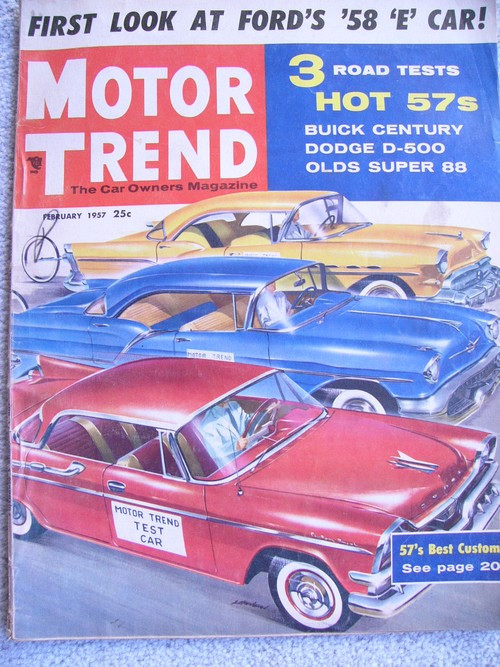 FIRST LOOK AT FORD'S '58 'E' CAR!
MOTOR
TREND
The Car Owners Magazine
FEBRUARY 1957 25c
3 ROAD TESTS
HOT 57s
BUICK CENTURY
DODGE D-500
OLDS SUPER 88
MOTOR TREND
MOTOR TREND
TEST
CAR
57's Best Custom
See page 20